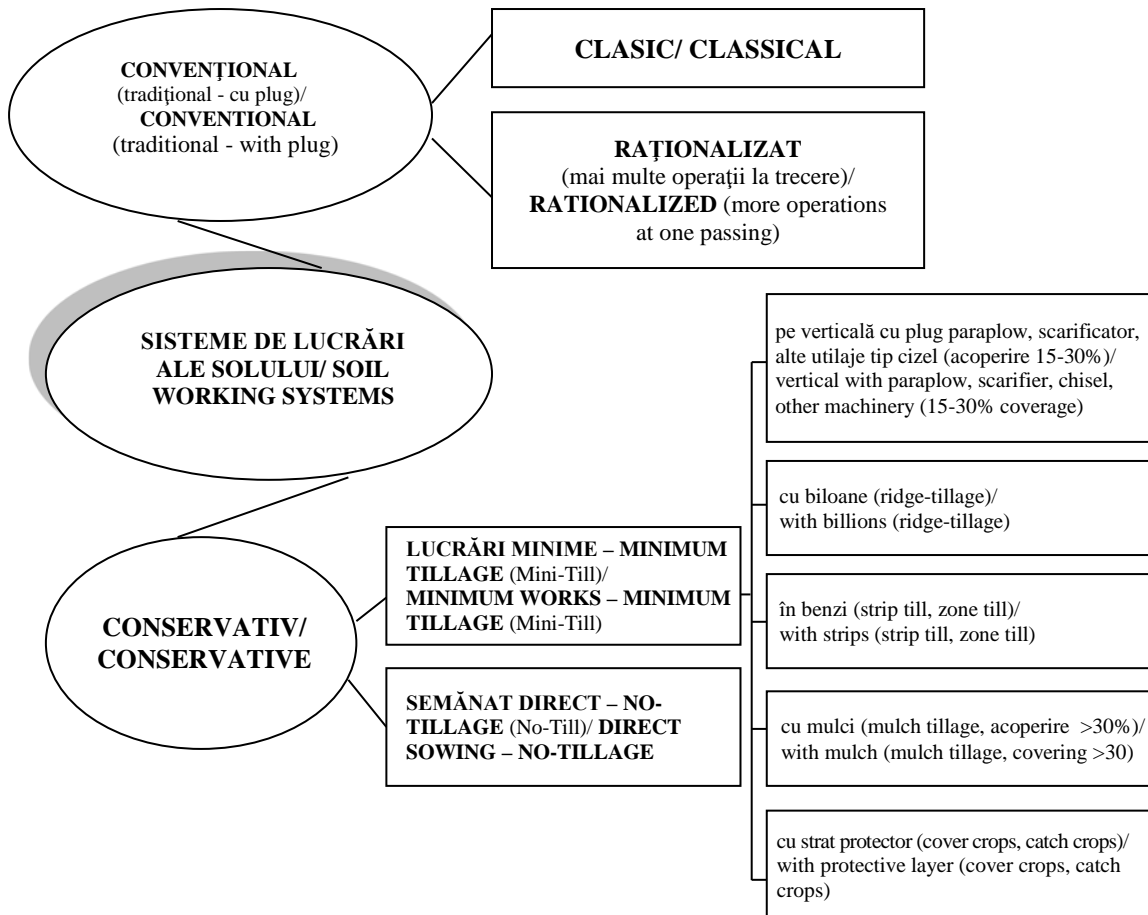 CONVENŢIONAL
(tradiţional - cu plug)/
CONVENTIONAL
(traditional - with plug)
CLASIC/ CLASSICAL
RAŢIONALIZAT
(mai multe operaţii la trecere)/
RATIONALIZED (more operations
at one passing)
SISTEME DE LUCRĂRI
ALE SOLULUI/ SOIL
WORKING SYSTEMS
CONSERVATIV/
CONSERVATIVE
LUCRĂRI MINIME – MINIMUM
TILLAGE (Mini-Till)/
MINIMUM WORKS – MINIMUM
TILLAGE (Mini-Till)
SEMĂNAT DIRECT – NO-
TILLAGE (No-Till)/ DIRECT
SOWING – NO-TILLAGE
pe verticală cu plug paraplow, scarificator,
alte utilaje tip cizel (acoperire 15-30%)/
vertical with paraplow, scarifier, chisel,
other machinery (15-30% coverage)
cu biloane (ridge-tillage)/
with billions (ridge-tillage)
în benzi (strip till, zone till)/
with strips (strip till, zone till)
cu mulci (mulch tillage, acoperire >30%)/
with mulch (mulch tillage, covering >30)
cu strat protector (cover crops, catch crops)/
with protective layer (cover crops, catch
crops)